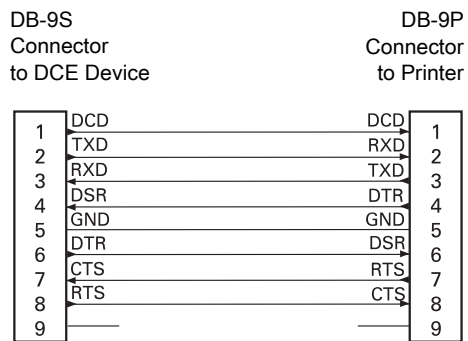 DB-9S
Connector
to DCE Device
DB-9P
Connector
to Printer
1 DCD DCD 1
2 TXD RXD 2
3 RXD TXD 3
4 DSR DTR 4
5 GND GND 5
6 DTR DSR 6
7 CTS RTS 7
8 RTS CTS 8
9 9